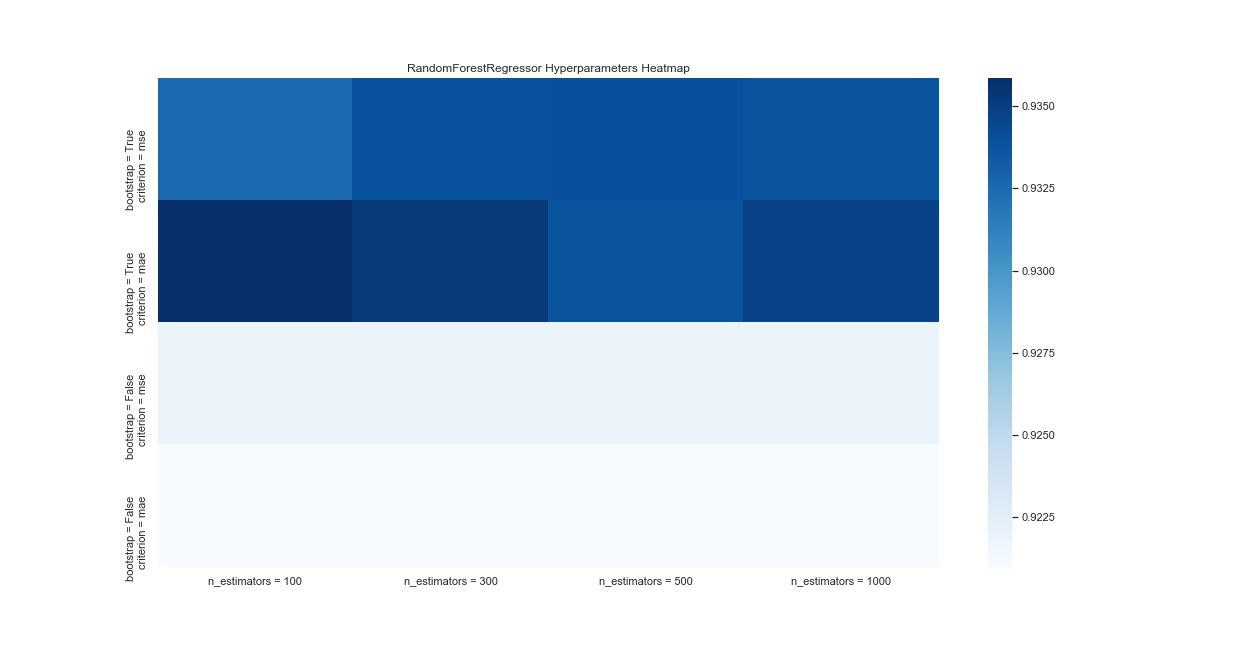 RandomForestRegressor Hyperparameters Heatmap
bootstrap = True
criterion = mse
bootstrap = True
criterion = mae
bootstrap = False
criterion = mse
bootstrap = False
criterion = mae
n_estimators = 100
n_estimators = 300
n_estimators = 500
n_estimators = 1000
0.9350
0.9325
0.9300
0.9275
0.9250
0.9225